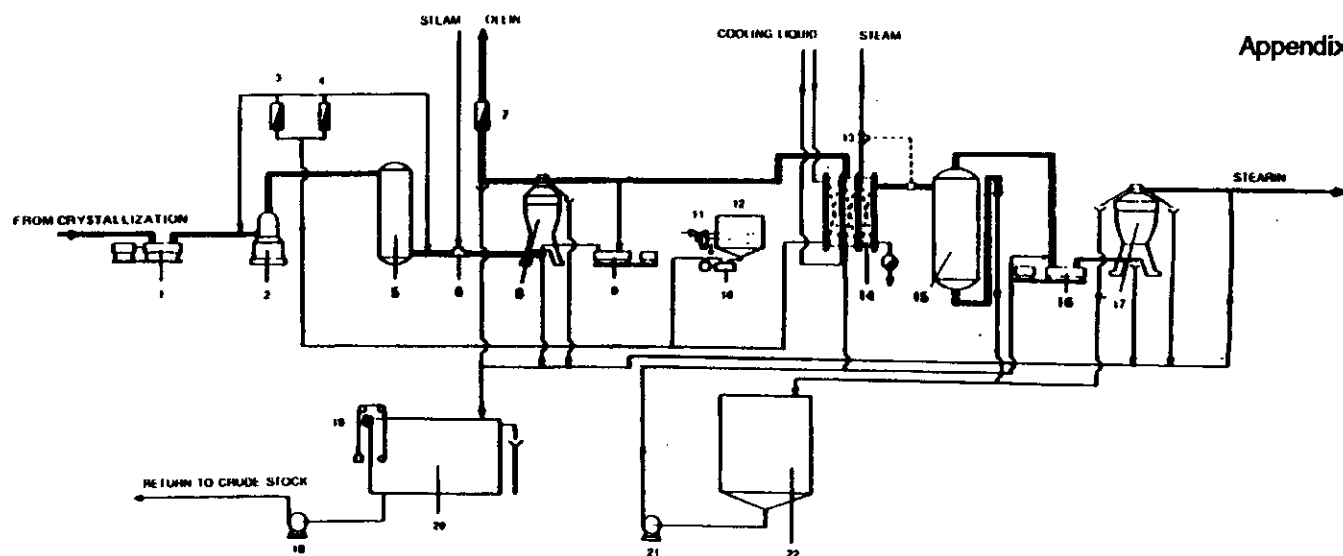 Appendix
STEAM
OLEIN
COOLING LIQUID
STEAM
3
4
7
13
STEARIN
FROM CRYSTALLIZATION
11
12
1
2
5
6
8
9
10
14
15
16
17
19
RETURN TO CRUDE STOCK
18
20
21
22